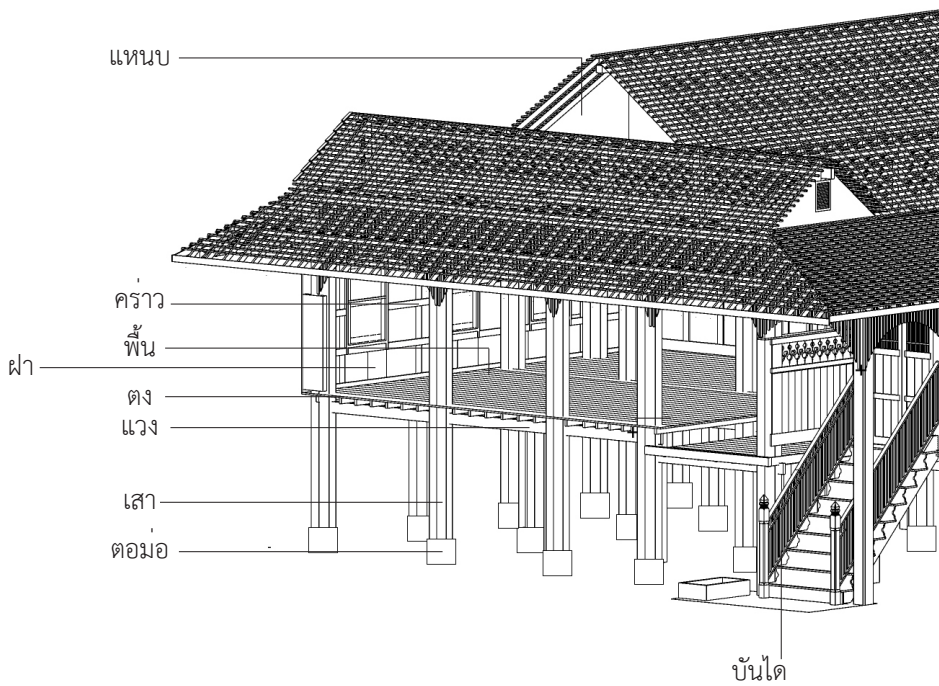 แหนบ
คร่าว
พื้น
ฝา
ตง
แวง
เสา
ตอม่อ
บันได